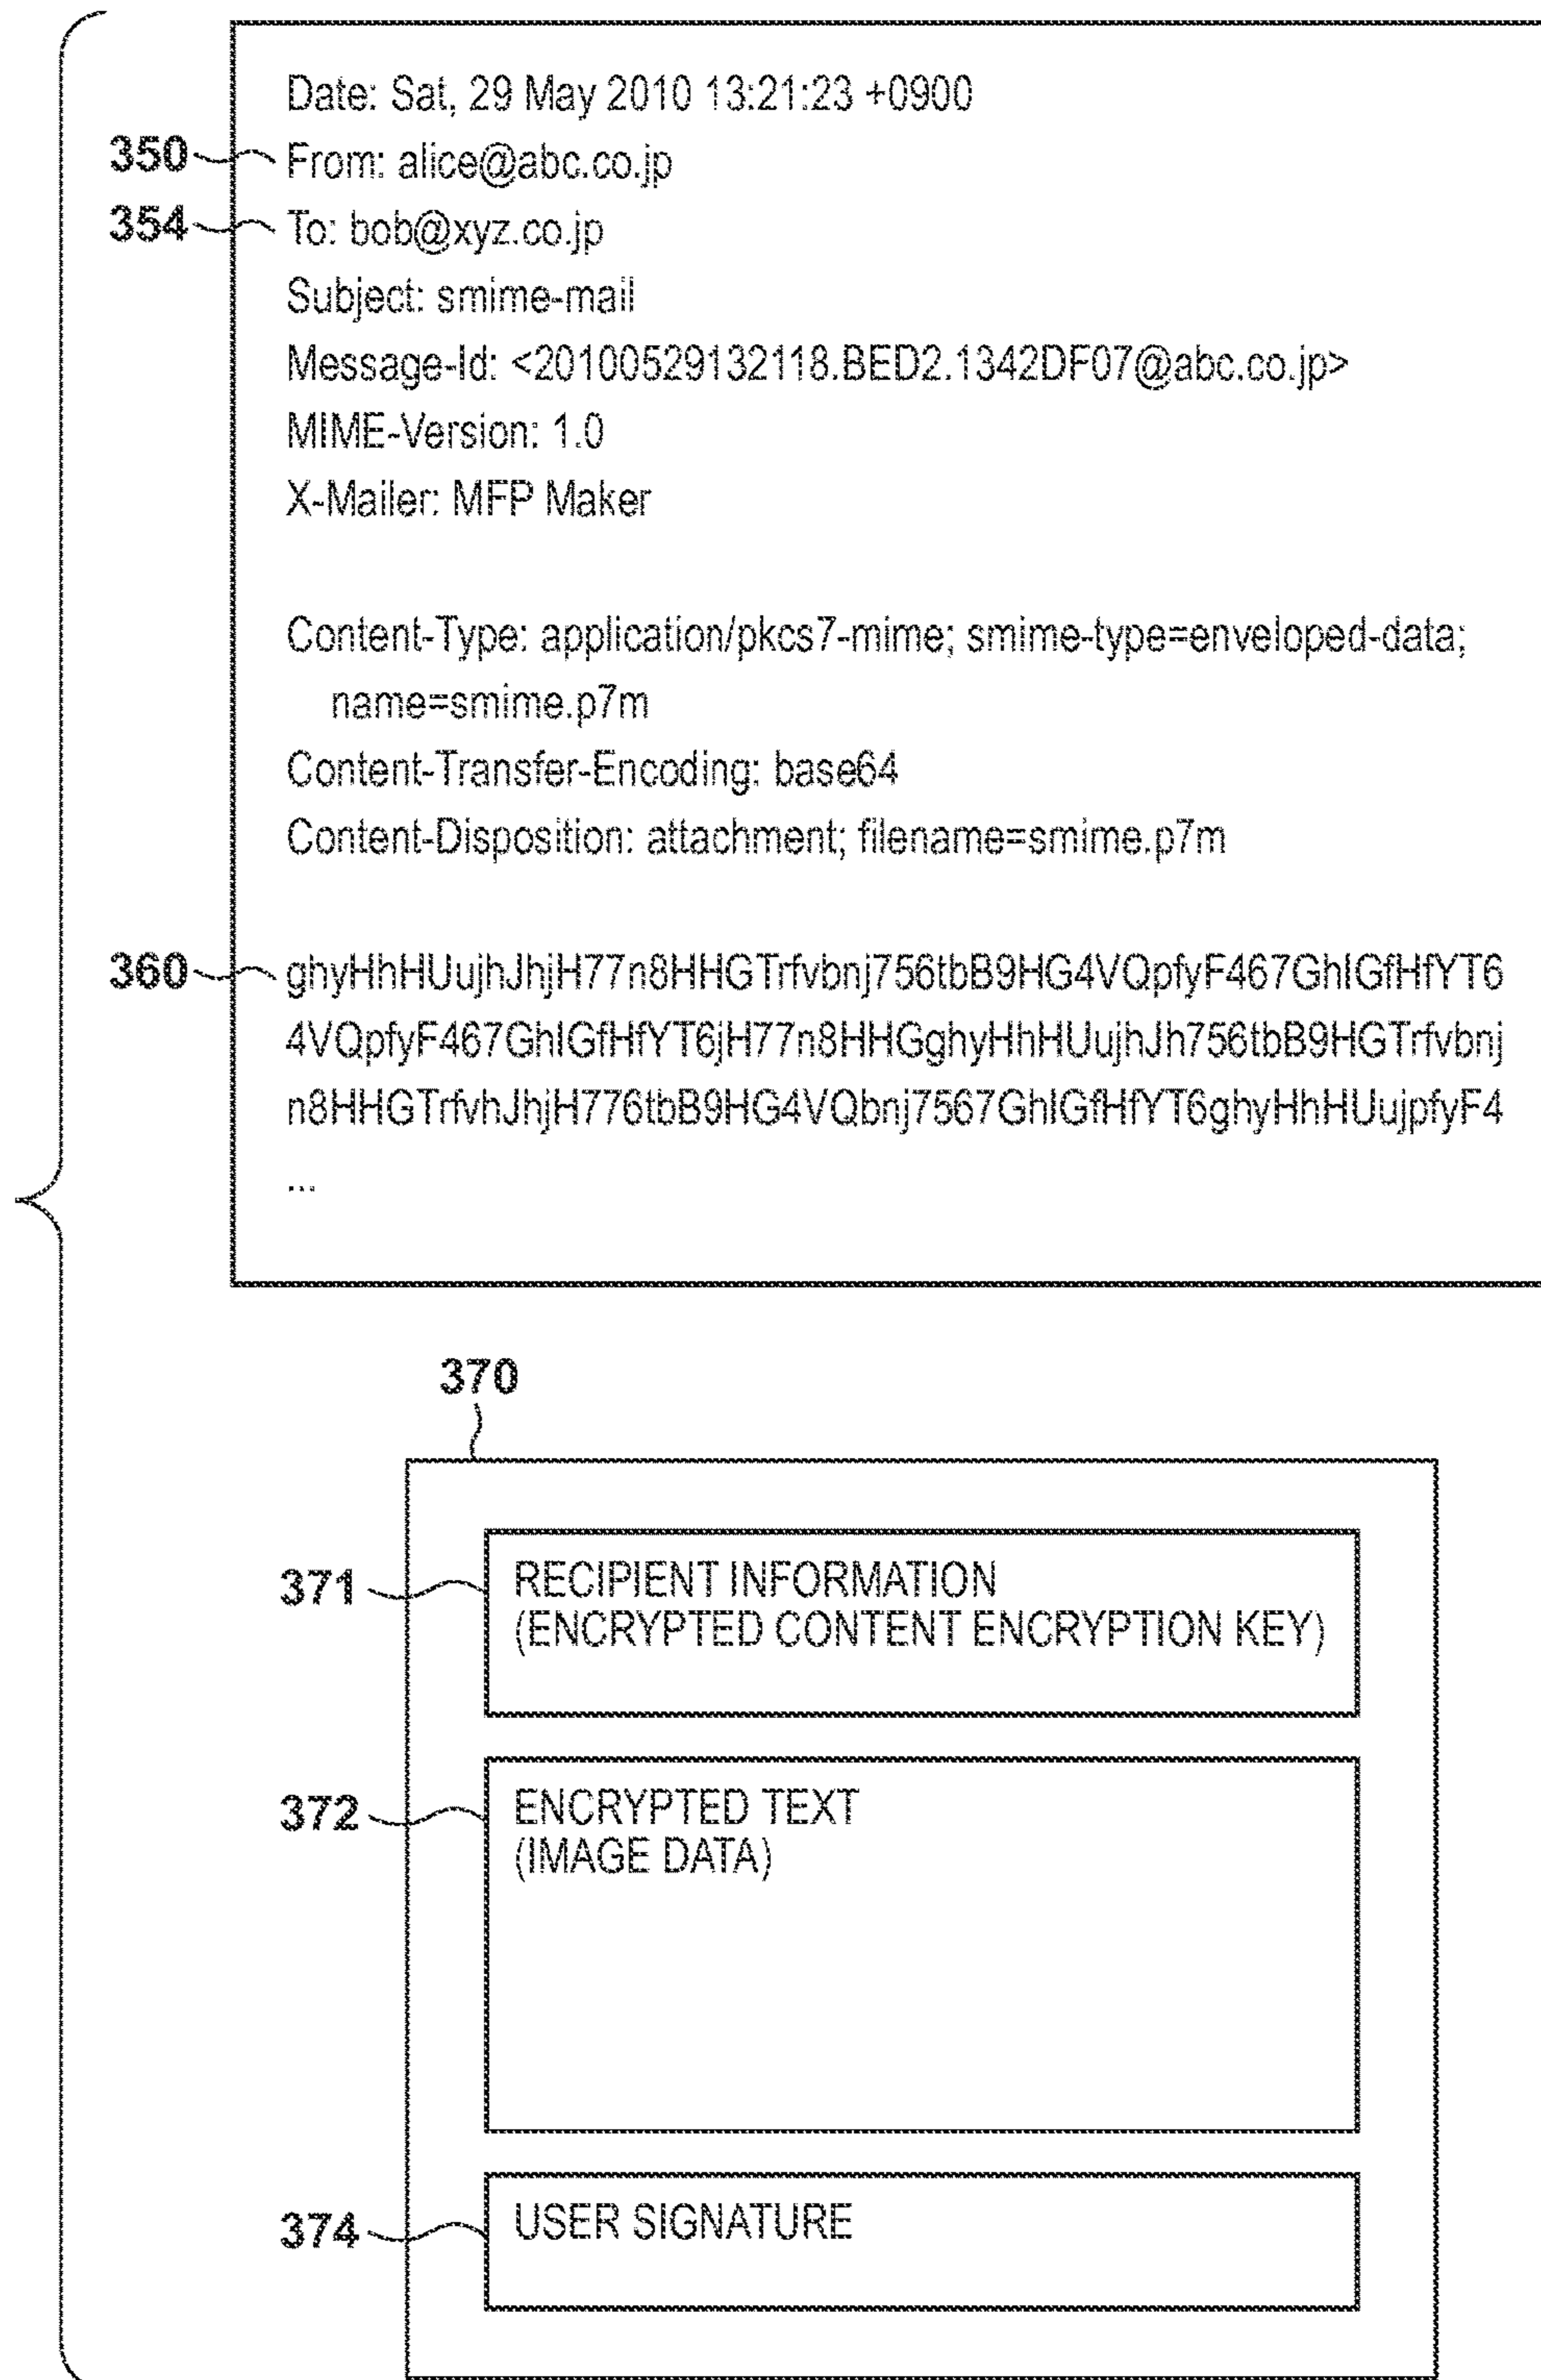 Date: Sat, 29 May 2010 13:21:23 +0900
350 From: alice@abc.co.jp
354 To: bob@xyz.co.jp
Subject: smime-mail
Message-Id: <20100529132118.BED2.1342DF07@abc.co.jp>
MIME-Version: 1.0
X-Mailer: MFP Maker
Content-Type: application/pkcs7-mime; smime-type=enveloped-data;
name=smime.p7m
Content-Transfer-Encoding: base64
Content-Disposition: attachment; filename=smime.p7m
360 ghyHhHUujhJhjH77n8HHGTrfvbnj756tbB9HG4VQpfyF467GhIGfHfYT6
4VQpfyF467GhIGfHfYT6jH77n8HHGghyHhHUujhJh756tbB9HGTrfvbnj
n8HHGTrfvhJhjH776tbB9HG4VQbnj7567GhIGfHfYT6ghyHhHUujpfyF4
...
370
371 RECIPIENT INFORMATION
(ENCRYPTED CONTENT ENCRYPTION KEY)
372 ENCRYPTED TEXT
(IMAGE DATA)
374 USER SIGNATURE